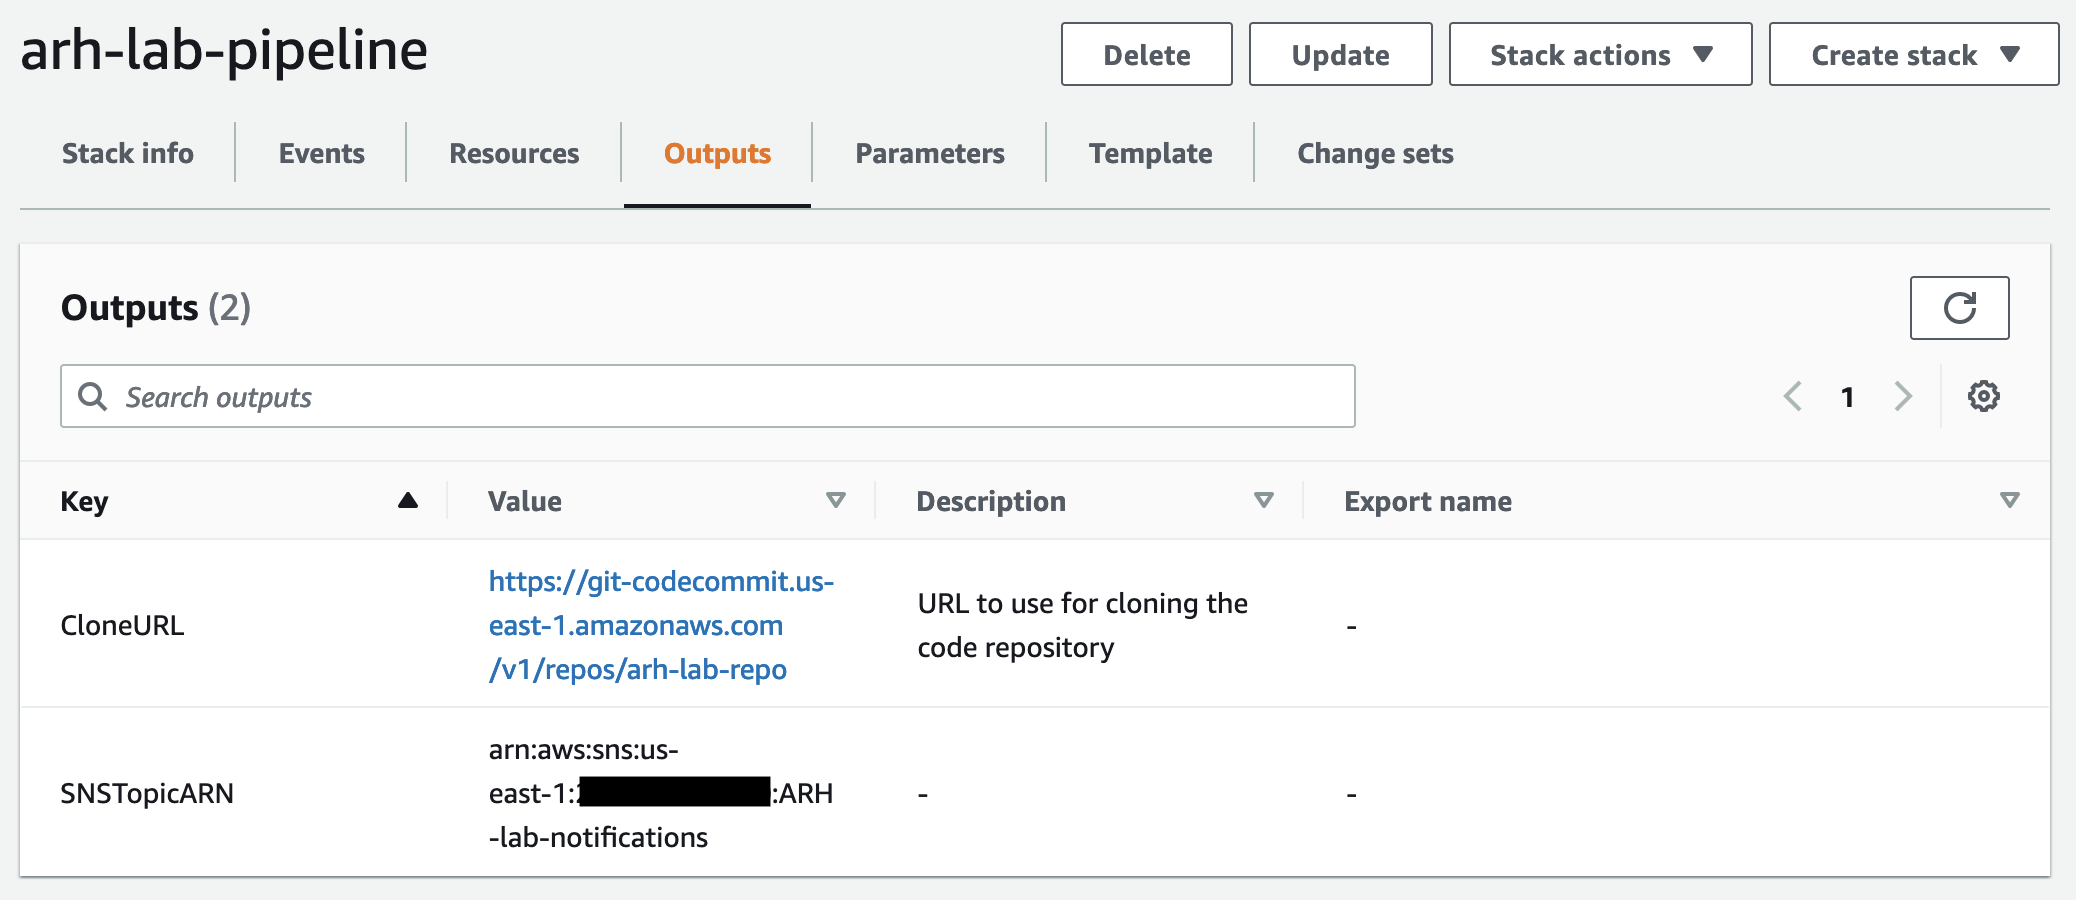 arh-lab-pipeline
Delete
Update
Stack actions
Create stack
Stack info
Events
Resources
Outputs
Parameters
Template
Change sets
Outputs (2)
Search outputs
1
Key
Value
Description
Export name
CloneURL
https://git-codecommit.us-
east-1.amazonaws.com
/v1/repos/arh-lab-repo
URL to use for cloning the
code repository
-
SNSTopicARN
arn:aws:sns:us-
east-1: :ARH
-lab-notifications
-
-